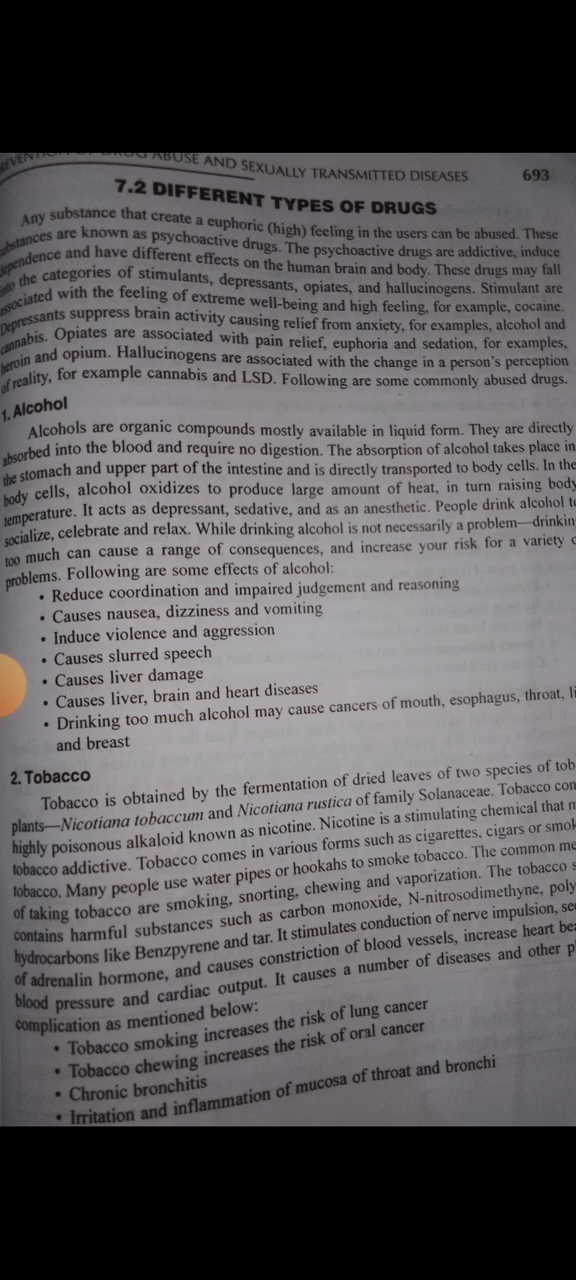 ABUSE AND SEXUALLY TRANSMITTED DISEASES 693
7.2 DIFFERENT TYPES OF DRUGS
Any substance that create a euphoric (high) feeling in the users can be abused. These
are known as psychoactive drugs. The psychoactive drugs are addictive, induce
and have different effects on the human brain and body. These drugs may fall
the categories of stimulants, depressants, opiates, and hallucinogens. Stimulant are
with the feeling of extreme well-being and high feeling, for example, cocaine.
Depressants suppress brain activity causing relief from anxiety, for examples, alcohol and
cannabis. Opiates are associated with pain relief, euphoria and sedation, for examples,
heroin and opium. Hallucinogens are associated with the change in a person's perception
of reality, for example cannabis and LSD. Following are some commonly abused drugs.
1. Alcohol
Alcohols are organic compounds mostly available in liquid form. They are directly
absorbed into the blood and require no digestion. The absorption of alcohol takes place in
the stomach and upper part of the intestine and is directly transported to body cells. In the
body cells, alcohol oxidizes to produce large amount of heat, in turn raising body
temperature. It acts as depressant, sedative, and as an anesthetic. People drink alcohol
socialize, celebrate and relax. While drinking alcohol is not necessarily a problem—drinkin
too much can cause a range of consequences, and increase your risk for a variety
problems. Following are some effects of alcohol:
• Reduce coordination and impaired judgement and reasoning
• Causes nausea, dizziness and vomiting
• Induce violence and aggression
• Causes slurred speech
• Causes liver damage
• Causes liver, brain and heart diseases
• Drinking too much alcohol may cause cancers of mouth, esophagus, throat, li
and breast
2. Tobacco
Tobacco is obtained by the fermentation of dried leaves of two species of tob
plants—Nicotiana tobaccum and Nicotiana rustica of family Solanaceae. Tobacco con
highly poisonous alkaloid known as nicotine. Nicotine is a stimulating chemical that m
tobacco addictive. Tobacco comes in various forms such as cigarettes, cigars or smok
tobacco. Many people use water pipes or hookahs to smoke tobacco. The common me
of taking tobacco are smoking, snorting, chewing and vaporization. The tobacco s
contains harmful substances such as carbon monoxide, N-nitrosodimethyne, poly
hydrocarbons like Benzpyrene and tar. It stimulates conduction of nerve impulsion, se
of adrenalin hormone, and causes constriction of blood vessels, increase heart bea
blood pressure and cardiac output. It causes a number of diseases and other p
complication as mentioned below:
• Tobacco smoking increases the risk of lung cancer
• Tobacco chewing increases the risk of oral cancer
• Chronic bronchitis
• Irritation and inflammation of mucosa of throat and bronchi